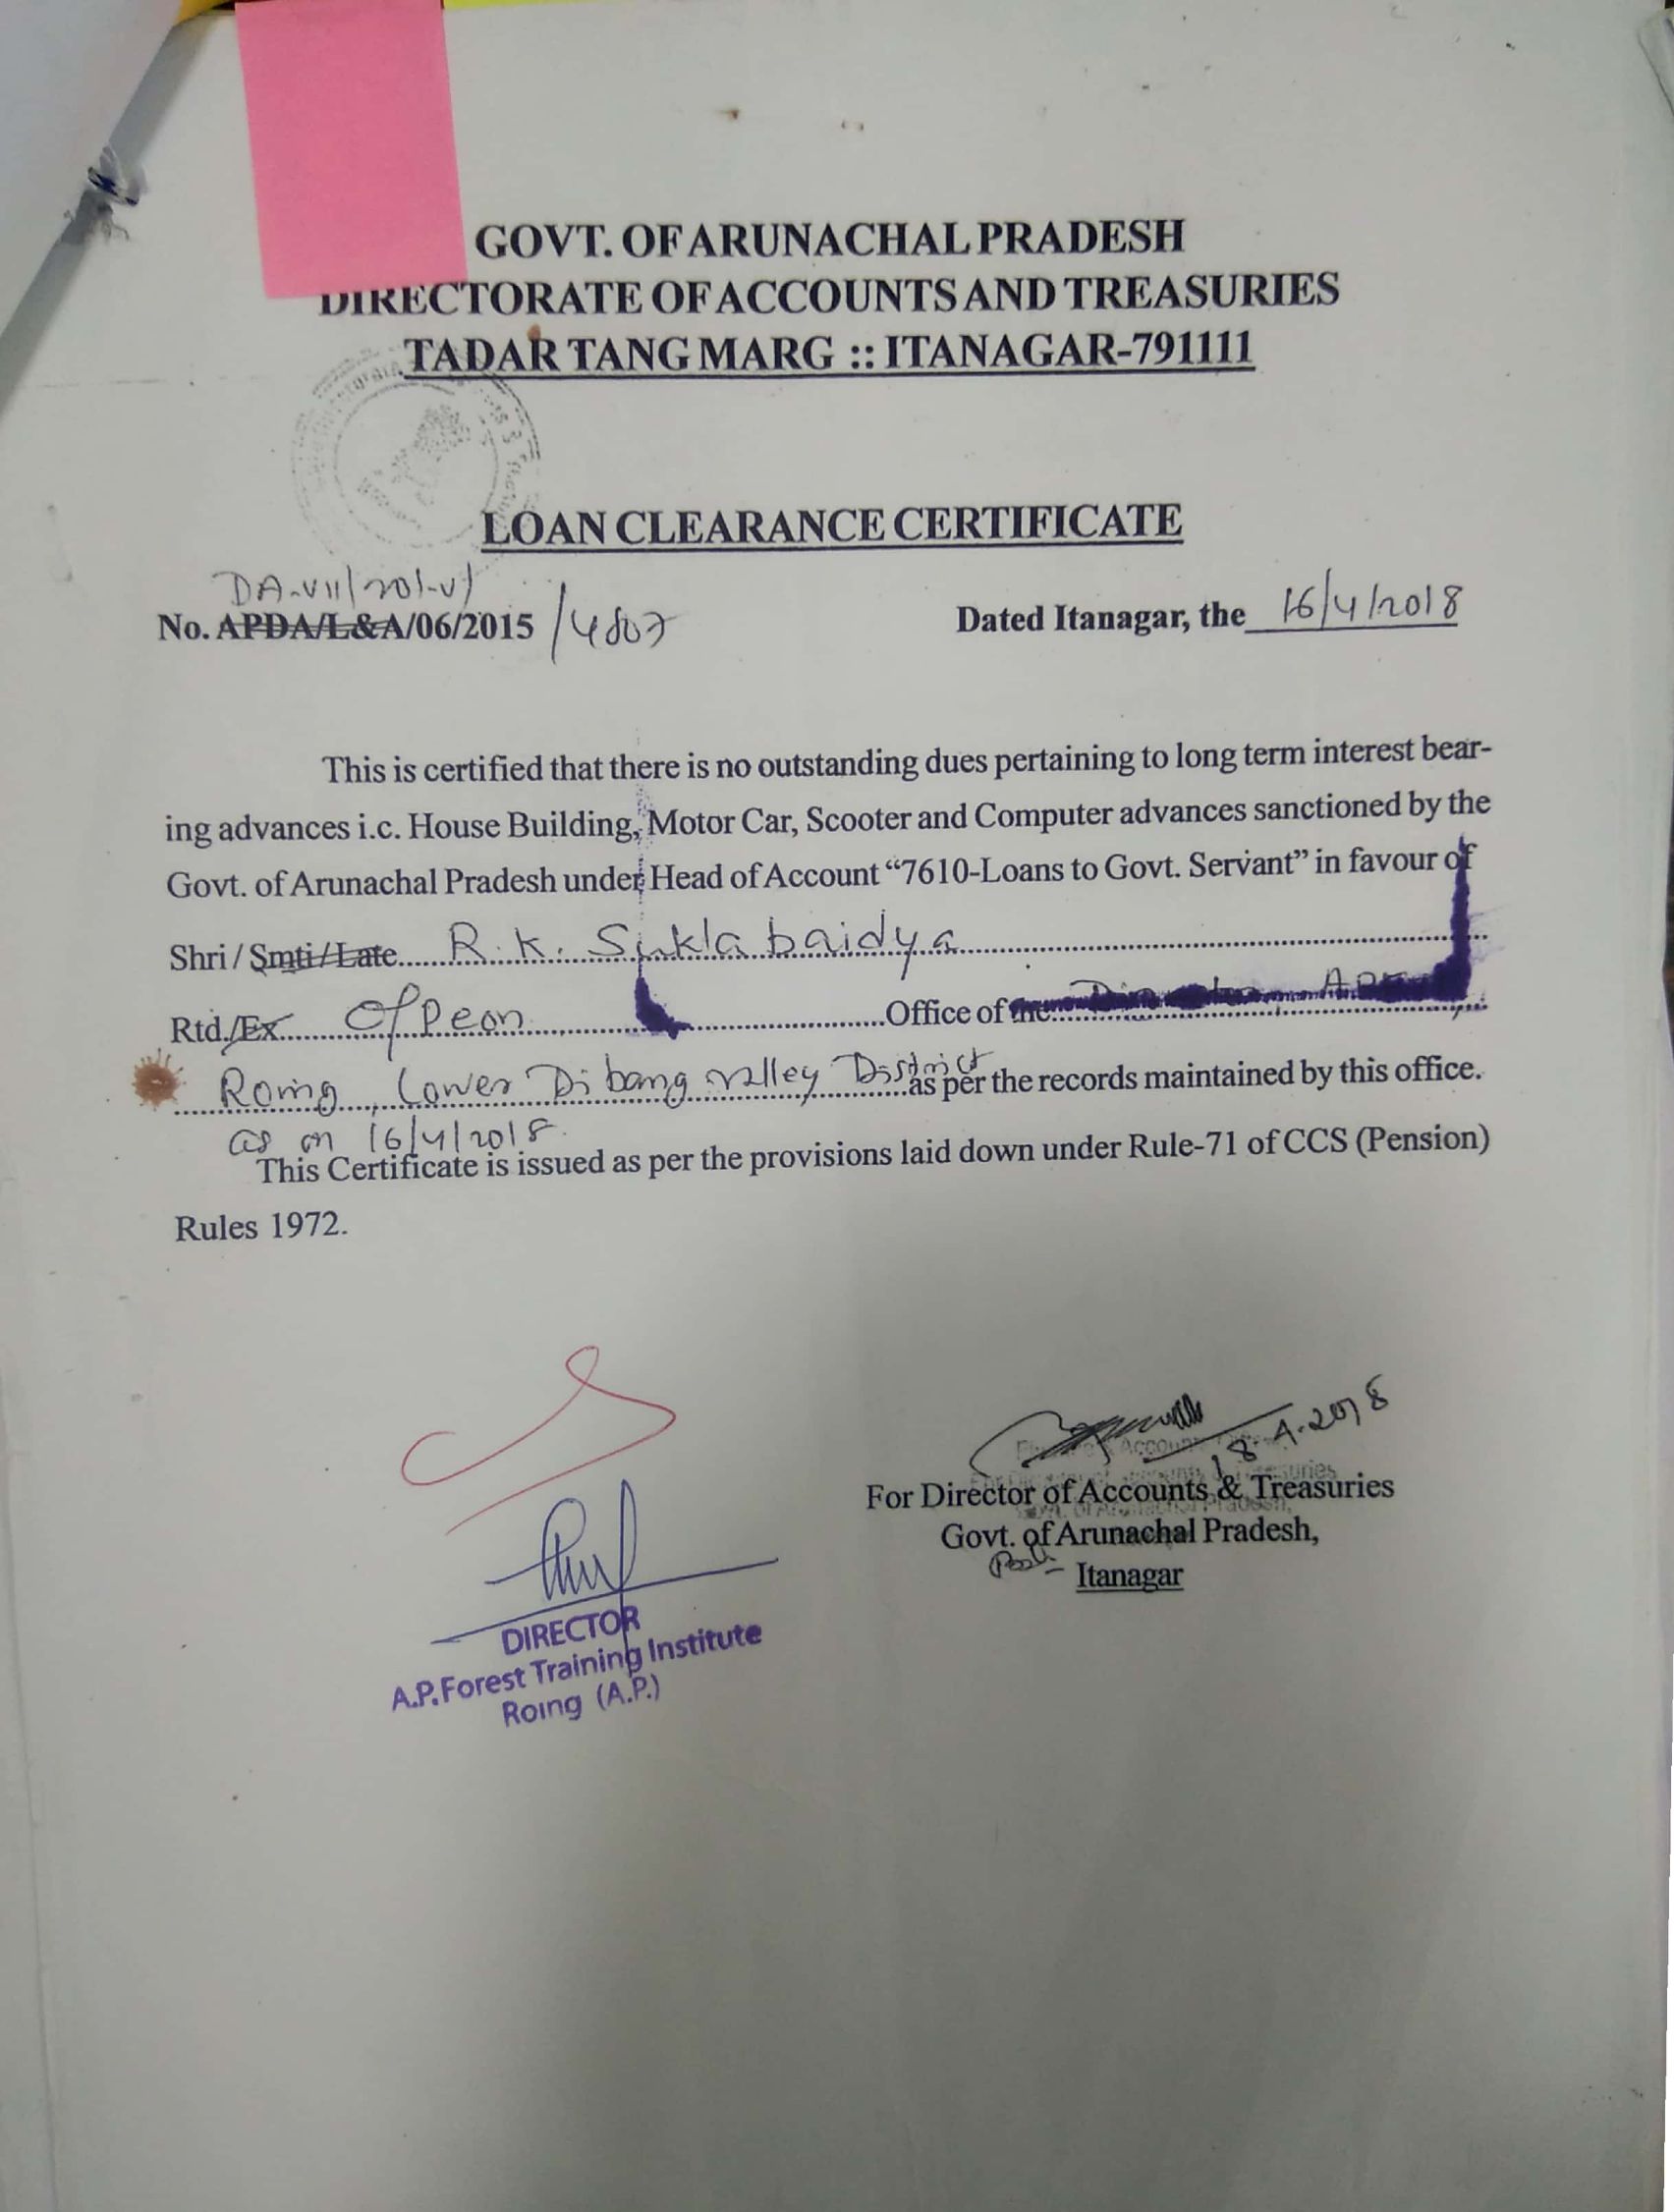 GOVT. OF ARUNACHAL PRADESH
DIRECTORATE OF ACCOUNTS AND TREASURIES
TADAR TANG MARG :: ITANAGAR-791111
LOAN CLEARANCE CERTIFICATE
DA-VII/201-V/
No. APDA/L&A/06/2015 /4807
Dated Itanagar, the 16/4/2018
This is certified that there is no outstanding dues pertaining to long term interest bear-
ing advances i.c. House Building, Motor Car, Scooter and Computer advances sanctioned by the
Govt. of Arunachal Pradesh under Head of Account “7610-Loans to Govt. Servant” in favour of
Shri / Smti / Late R. K. Sukla baidya
Rtd./Ex Peon Office of the
Roing, Lower Dibang valley District as per the records maintained by this office.
as on 16/4/2018.
This Certificate is issued as per the provisions laid down under Rule-71 of CCS (Pension)
Rules 1972.
18.4.2018
For Director of Accounts & Treasuries
Govt. of Arunachal Pradesh,
Itanagar
DIRECTOR
A.P. Forest Training Institute
Roing (A.P.)